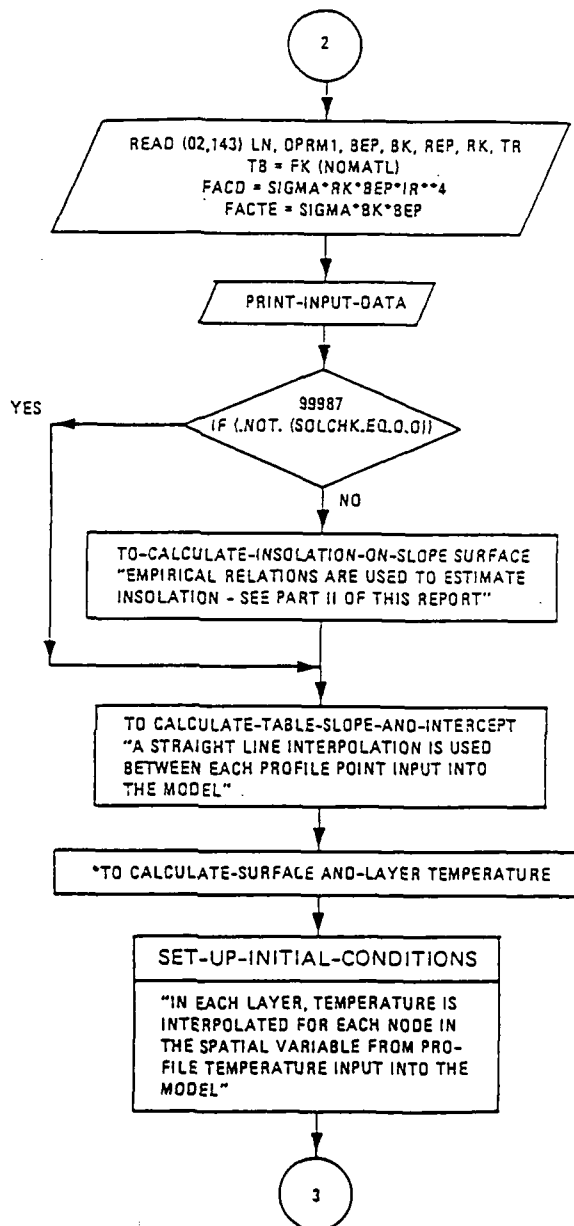 2
READ (02,143) LN, DPRM1, BEP, BK, REP, RK, TR
TB = FK (NOMATL)
FACD = SIGMA*RK*BEP*IR**4
FACTE = SIGMA*BK*BEP
PRINT-INPUT-DATA
YES
99987
IF (.NOT. (SOLCHK.EQ.0.0))
NO
TO-CALCULATE-INSOLATION-ON-SLOPE SURFACE
"EMPIRICAL RELATIONS ARE USED TO ESTIMATE
INSOLATION - SEE PART II OF THIS REPORT"
TO CALCULATE-TABLE-SLOPE-AND-INTERCEPT
"A STRAIGHT LINE INTERPOLATION IS USED
BETWEEN EACH PROFILE POINT INPUT INTO
THE MODEL"
*TO CALCULATE-SURFACE AND-LAYER TEMPERATURE
SET-UP-INITIAL-CONDITIONS
"IN EACH LAYER, TEMPERATURE IS
INTERPOLATED FOR EACH NODE IN
THE SPATIAL VARIABLE FROM PRO-
FILE TEMPERATURE INPUT INTO THE
MODEL"
3